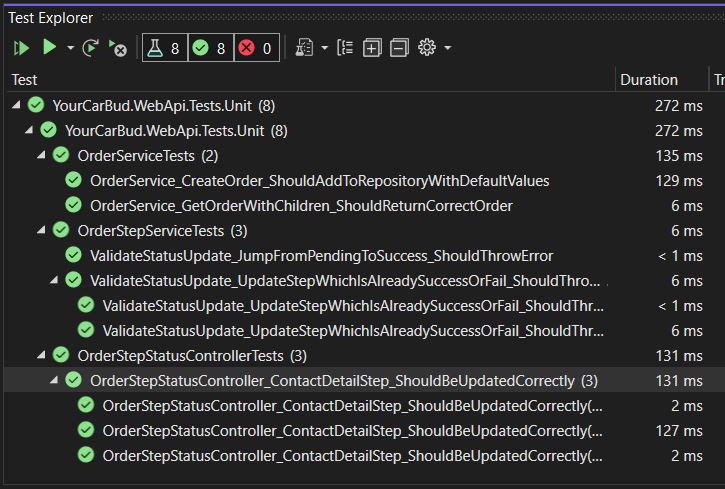 Test Explorer
8 8 0
Test Duration Tr
YourCarBud.WebApi.Tests.Unit (8) 272 ms
YourCarBud.WebApi.Tests.Unit (8) 272 ms
OrderServiceTests (2) 135 ms
OrderService_CreateOrder_ShouldAddToRepositoryWithDefaultValues 129 ms
OrderService_GetOrderWithChildren_ShouldReturnCorrectOrder 6 ms
OrderStepServiceTests (3) 6 ms
ValidateStatusUpdate_JumpFromPendingToSuccess_ShouldThrowError < 1 ms
ValidateStatusUpdate_UpdateStepWhichIsAlreadySuccessOrFail_ShouldThro... 6 ms
ValidateStatusUpdate_UpdateStepWhichIsAlreadySuccessOrFail_ShouldThr... < 1 ms
ValidateStatusUpdate_UpdateStepWhichIsAlreadySuccessOrFail_ShouldThr... 6 ms
OrderStepStatusControllerTests (3) 131 ms
OrderStepStatusController_ContactDetailStep_ShouldBeUpdatedCorrectly (3) 131 ms
OrderStepStatusController_ContactDetailStep_ShouldBeUpdatedCorrectly(... 2 ms
OrderStepStatusController_ContactDetailStep_ShouldBeUpdatedCorrectly(... 127 ms
OrderStepStatusController_ContactDetailStep_ShouldBeUpdatedCorrectly(... 2 ms